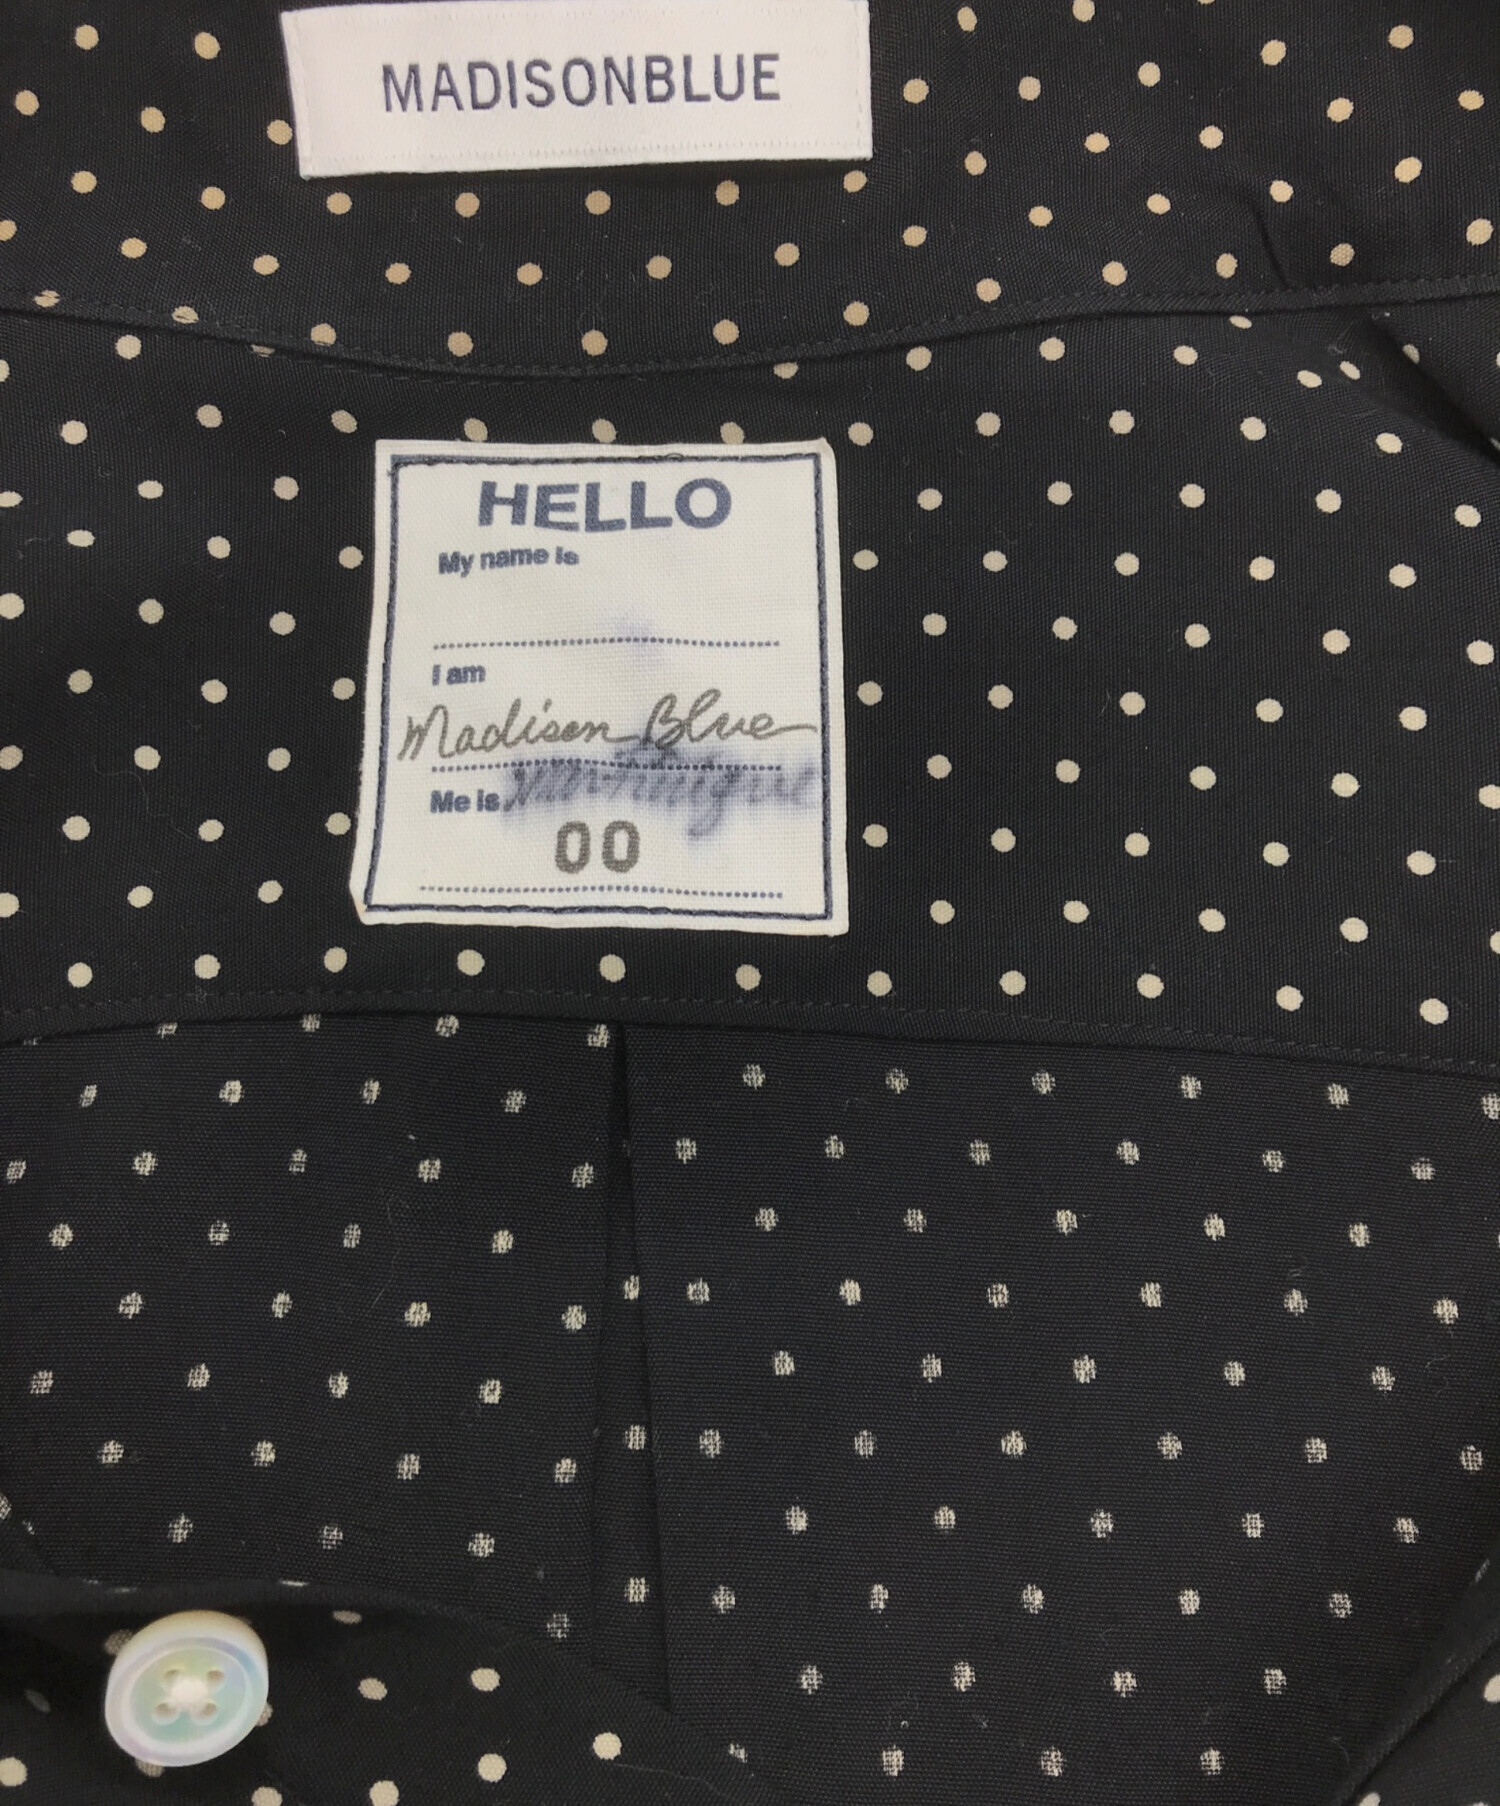 MADISONBLUE
HELLO
My name is
I am
Madison Blue
Me is
00